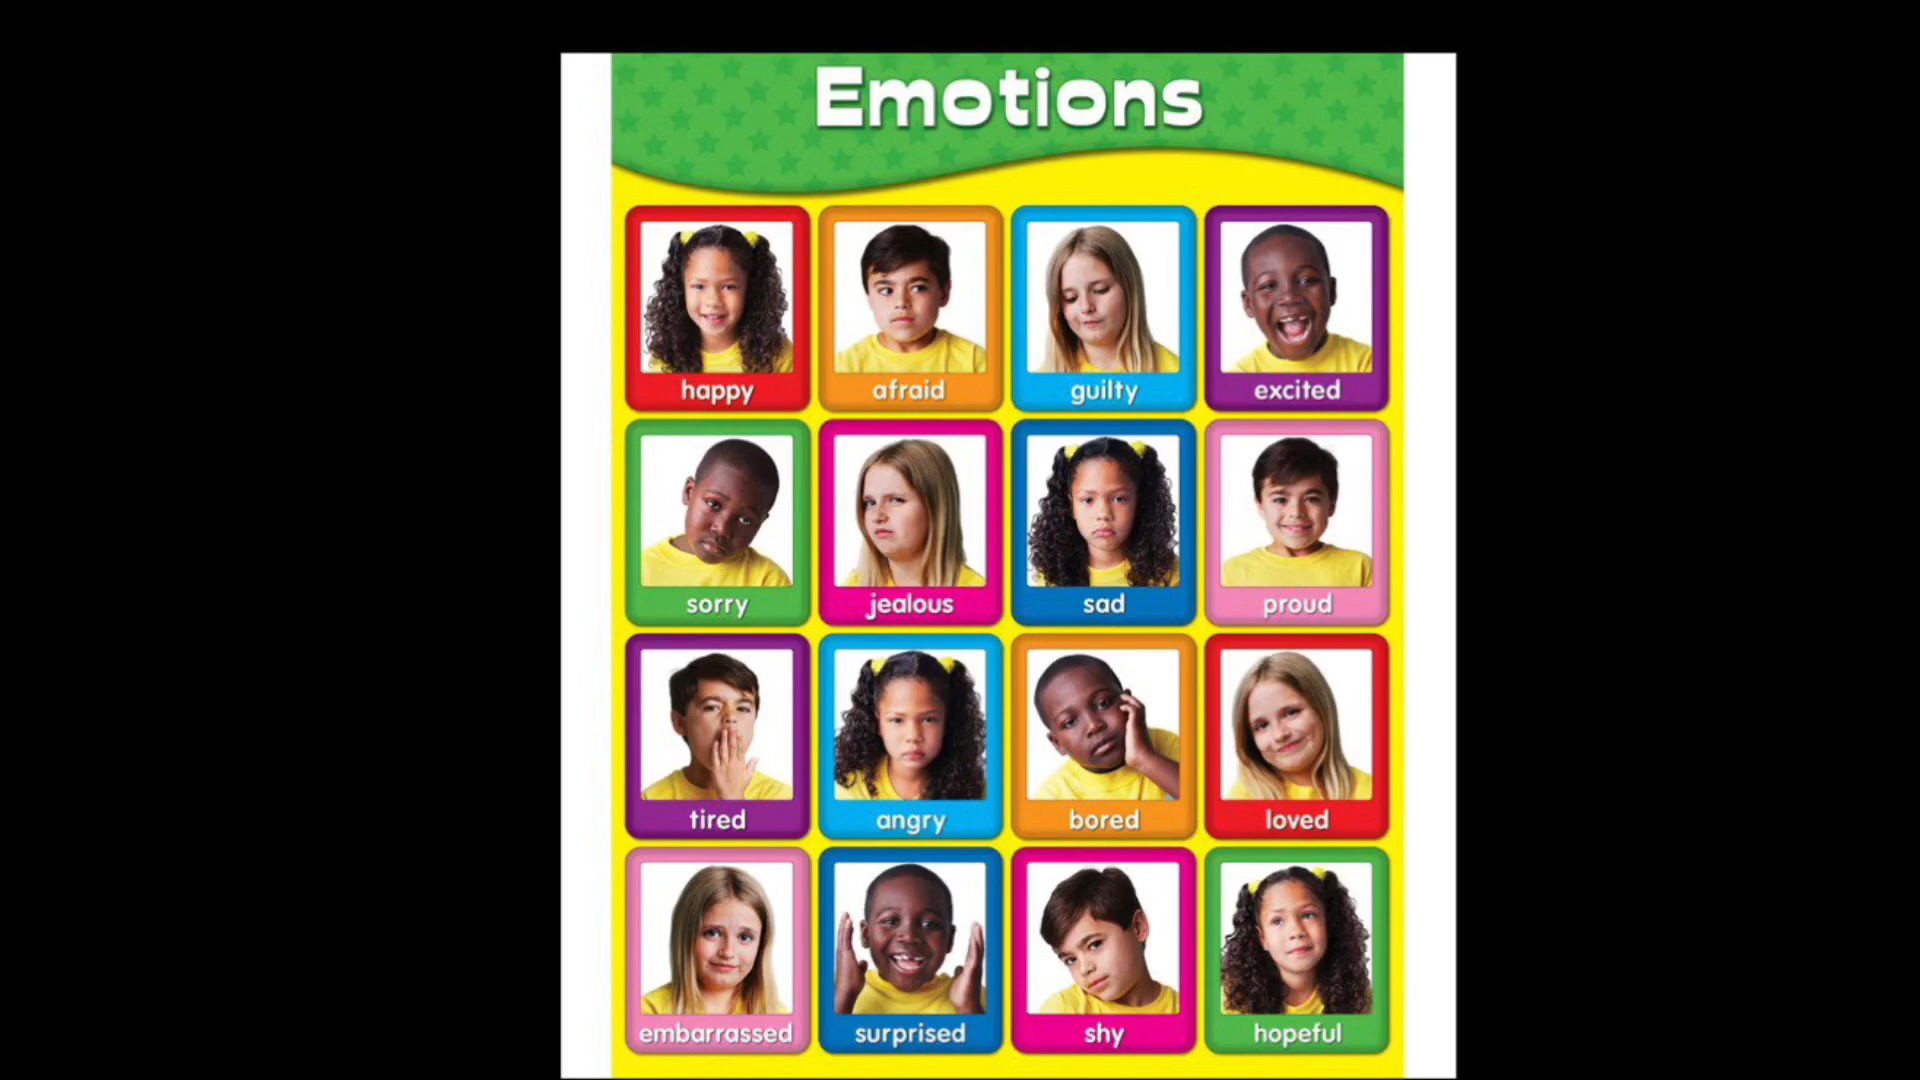 Emotions
happy
afraid
guilty
excited
sorry
jealous
sad
proud
tired
angry
bored
loved
embarrassed
surprised
shy
hopeful